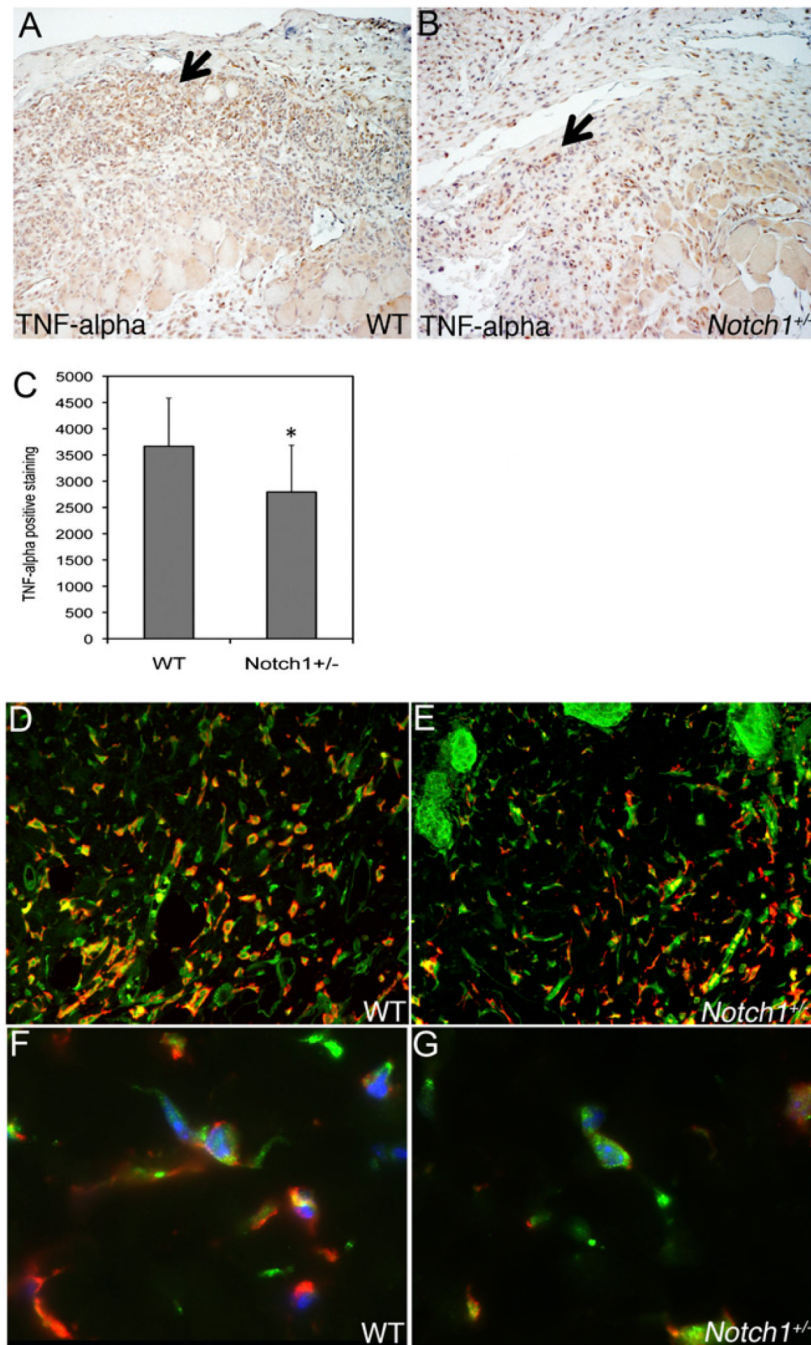 A
TNF-alpha WT
B
TNF-alpha Notch1+/-
C
TNF-alpha positive staining
5000
4500
4000
3500
3000
2500
2000
1500
1000
500
0
*
WT Notch1+/-
D
WT
E
Notch1+/-
F
WT
G
Notch1+/-